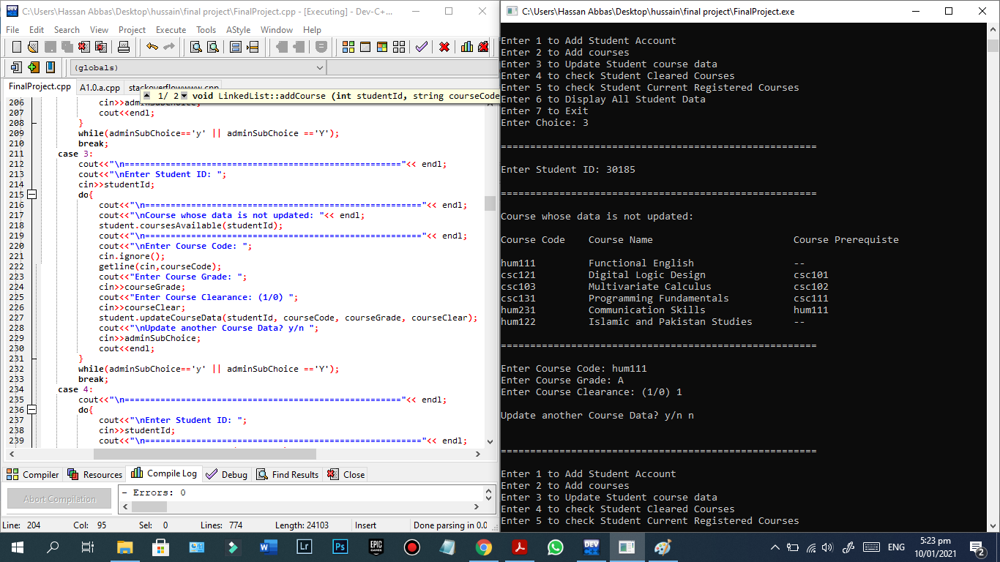 C:\Users\Hassan Abbas\Desktop\hussain\final project\FinalProject.cpp - [Executing] - Dev-C+...
File Edit Search View Project Execute Tools AStyle Window Help
(globals)
FinalProject.cpp A1.0.a.cpp stackoverflowwww.cpp
1/ 2 void LinkedList::addCourse (int studentId, string courseCode
206 cin>>adminSubChoice;
207 cout<<endl;
208 }
209 while(adminSubChoice=='y' || adminSubChoice =='Y');
210 break;
211 case 3:
212 cout<<"\n======================================================"<< endl;
213 cout<<"\nEnter Student ID: ";
214 cin>>studentId;
215 do{
216 cout<<"\n======================================================"<< endl;
217 cout<<"\nCourse whose data is not updated: "<< endl;
218 student.coursesAvailable(studentId);
219 cout<<"\n======================================================"<< endl;
220 cout<<"\nEnter Course Code: ";
221 cin.ignore();
222 getline(cin,courseCode);
223 cout<<"Enter Course Grade: ";
224 cin>>courseGrade;
225 cout<<"Enter Course Clearance: (1/0) ";
226 cin>>courseClear;
227 student.updateCourseData(studentId, courseCode, courseGrade, courseClear);
228 cout<<"\nUpdate another Course Data? y/n ";
229 cin>>adminSubChoice;
230 cout<<endl;
231 }
232 while(adminSubChoice=='y' || adminSubChoice =='Y');
233 break;
234 case 4:
235 cout<<"\n======================================================"<< endl;
236 do{
237 cout<<"\nEnter Student ID: ";
238 cin>>studentId;
239 cout<<"\n======================================================"<< endl;
Compiler Resources Compile Log Debug Find Results Close
Abort Compilation
- Errors: 0
Line: 204 Col: 95 Sel: 0 Lines: 774 Length: 24103 Insert Done parsing in 0.0
C:\Users\Hassan Abbas\Desktop\hussain\final project\FinalProject.exe
Enter 1 to Add Student Account
Enter 2 to Add courses
Enter 3 to Update Student course data
Enter 4 to check Student Cleared Courses
Enter 5 to check Student Current Registered Courses
Enter 6 to Display All Student Data
Enter 7 to Exit
Enter Choice: 3
======================================================
Enter Student ID: 30185
======================================================
Course whose data is not updated:
Course Code Course Name Course Prerequiste
hum111 Functional English --
csc121 Digital Logic Design csc101
csc103 Multivariate Calculus csc102
csc131 Programming Fundamentals csc111
hum231 Communication Skills hum111
hum122 Islamic and Pakistan Studies --
======================================================
Enter Course Code: hum111
Enter Course Grade: A
Enter Course Clearance: (1/0) 1
Update another Course Data? y/n n
======================================================
Enter 1 to Add Student Account
Enter 2 to Add courses
Enter 3 to Update Student course data
Enter 4 to check Student Cleared Courses
Enter 5 to check Student Current Registered Courses
W Lr Ps EPIC GAMES DEV ENG 5:23 pm
10/01/2021 2